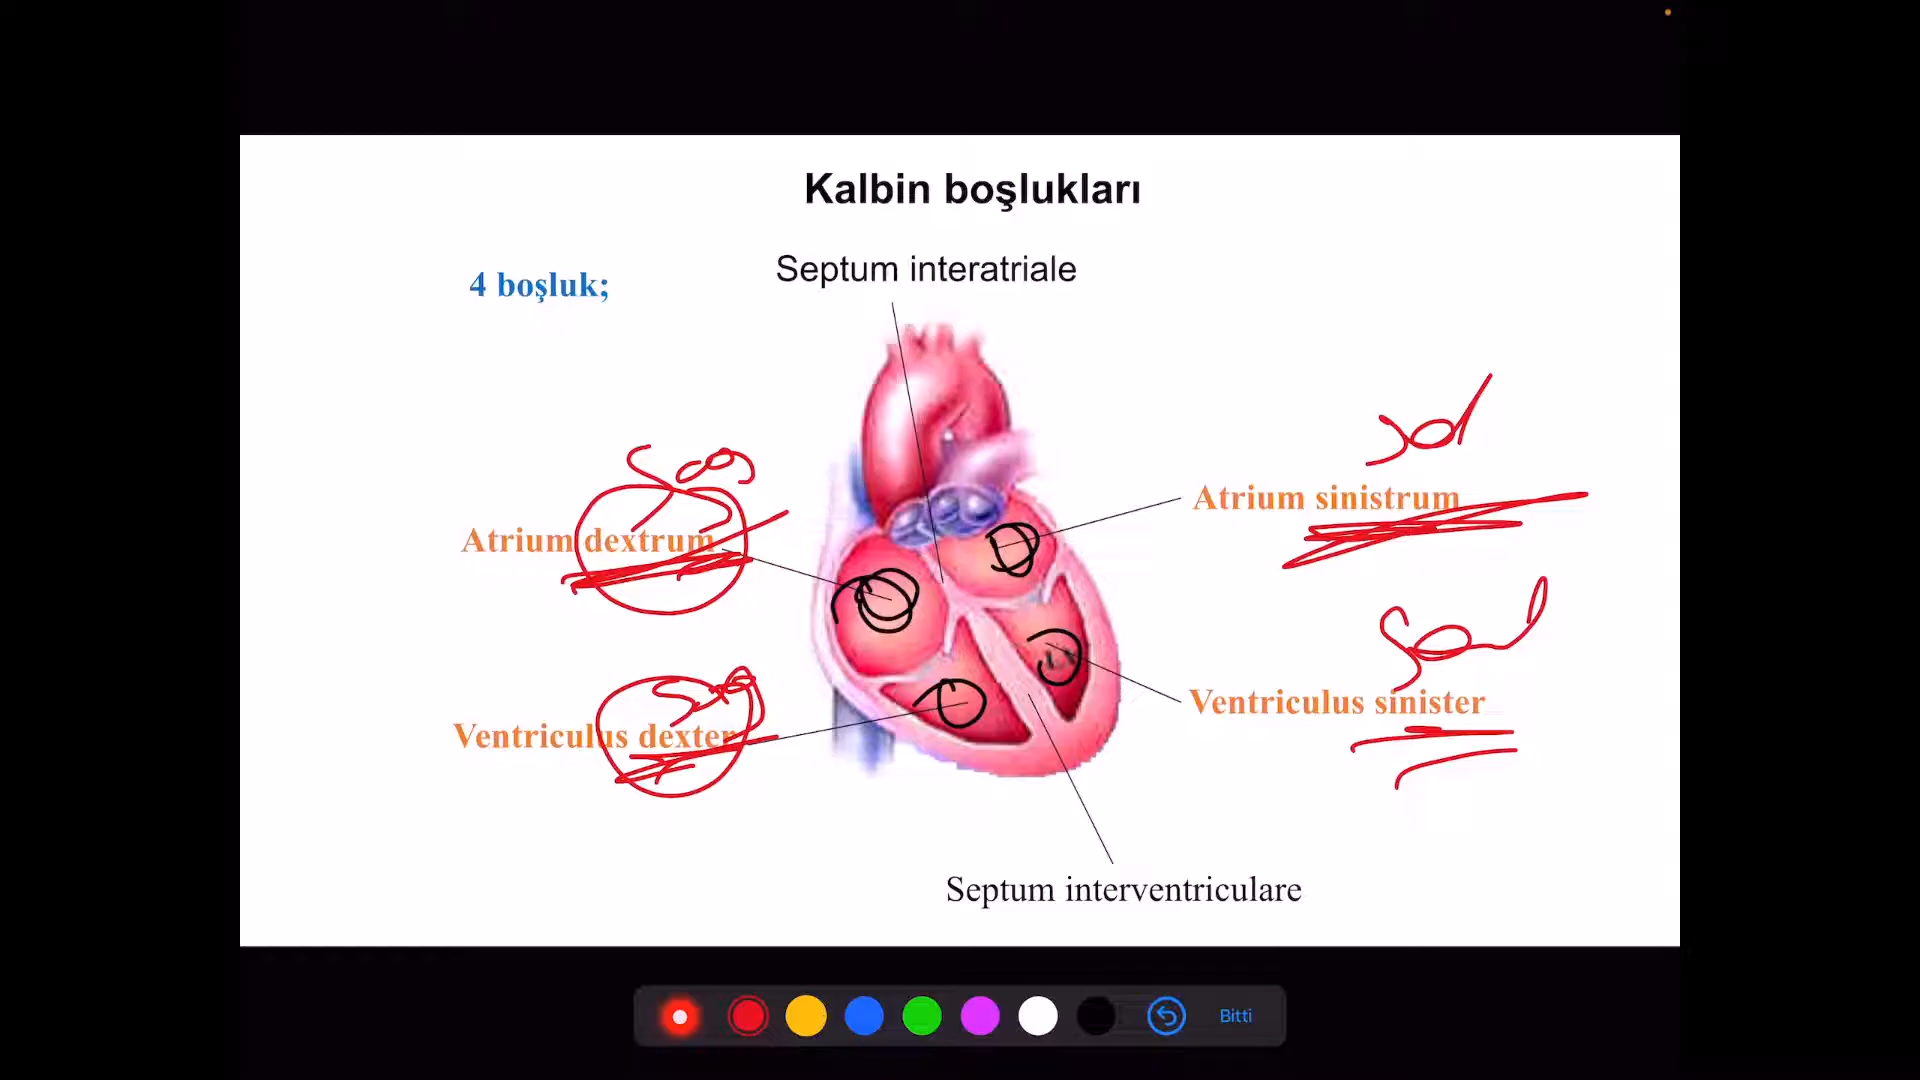 Kalbin boşlukları
4 boşluk;
Septum interatriale
sol
Atrium sinistrum
Sağ
Atrium dextrum
Sol
Ventriculus sinister
Sağ
Ventriculus dexter
Septum interventriculare
Bitti